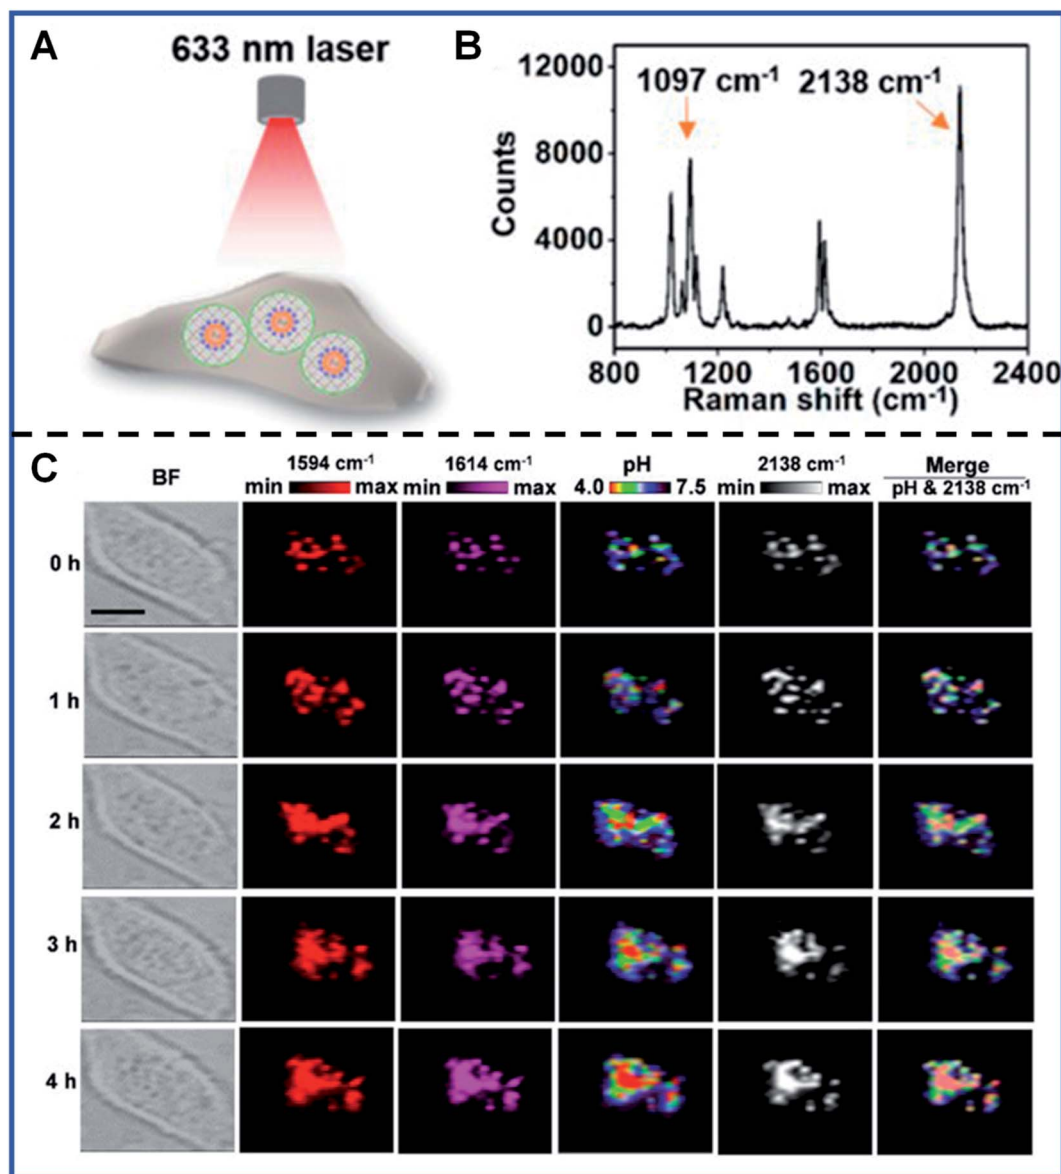 A
633 nm laser
B
1097 cm-1
2138 cm-1
12000
8000
4000
0
Counts
800
1200
1600
2000
2400
Raman shift (cm-1)
C
BF
1594 cm-1
min max
1614 cm-1
min max
pH
4.0 7.5
2138 cm-1
min max
Merge
pH & 2138 cm-1
0 h
1 h
2 h
3 h
4 h